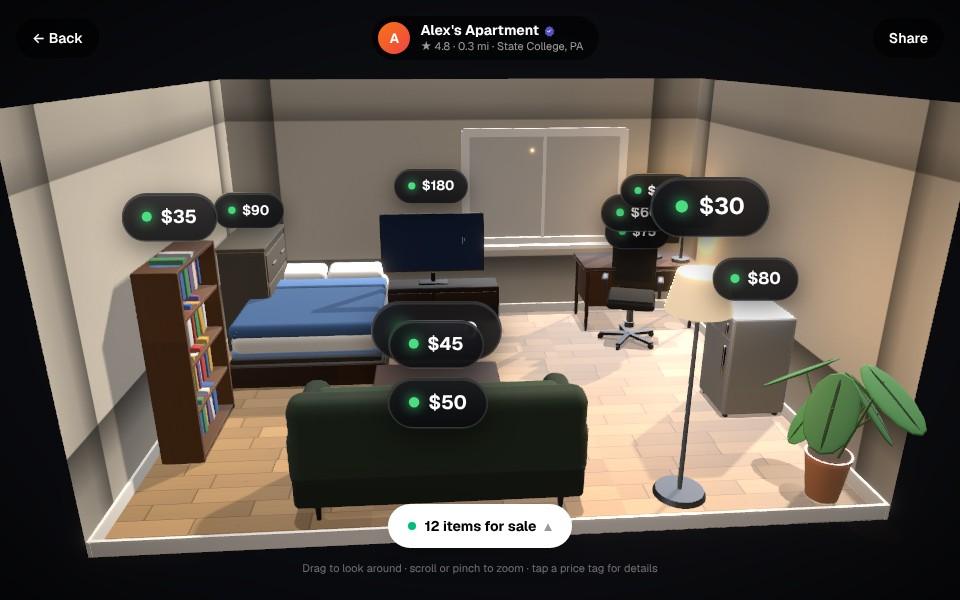 ← Back
A
Alex's Apartment
★ 4.8 · 0.3 mi · State College, PA
Share
$180
$35
$90
$30
$80
$45
$50
12 items for sale ▲
Drag to look around · scroll or pinch to zoom · tap a price tag for details